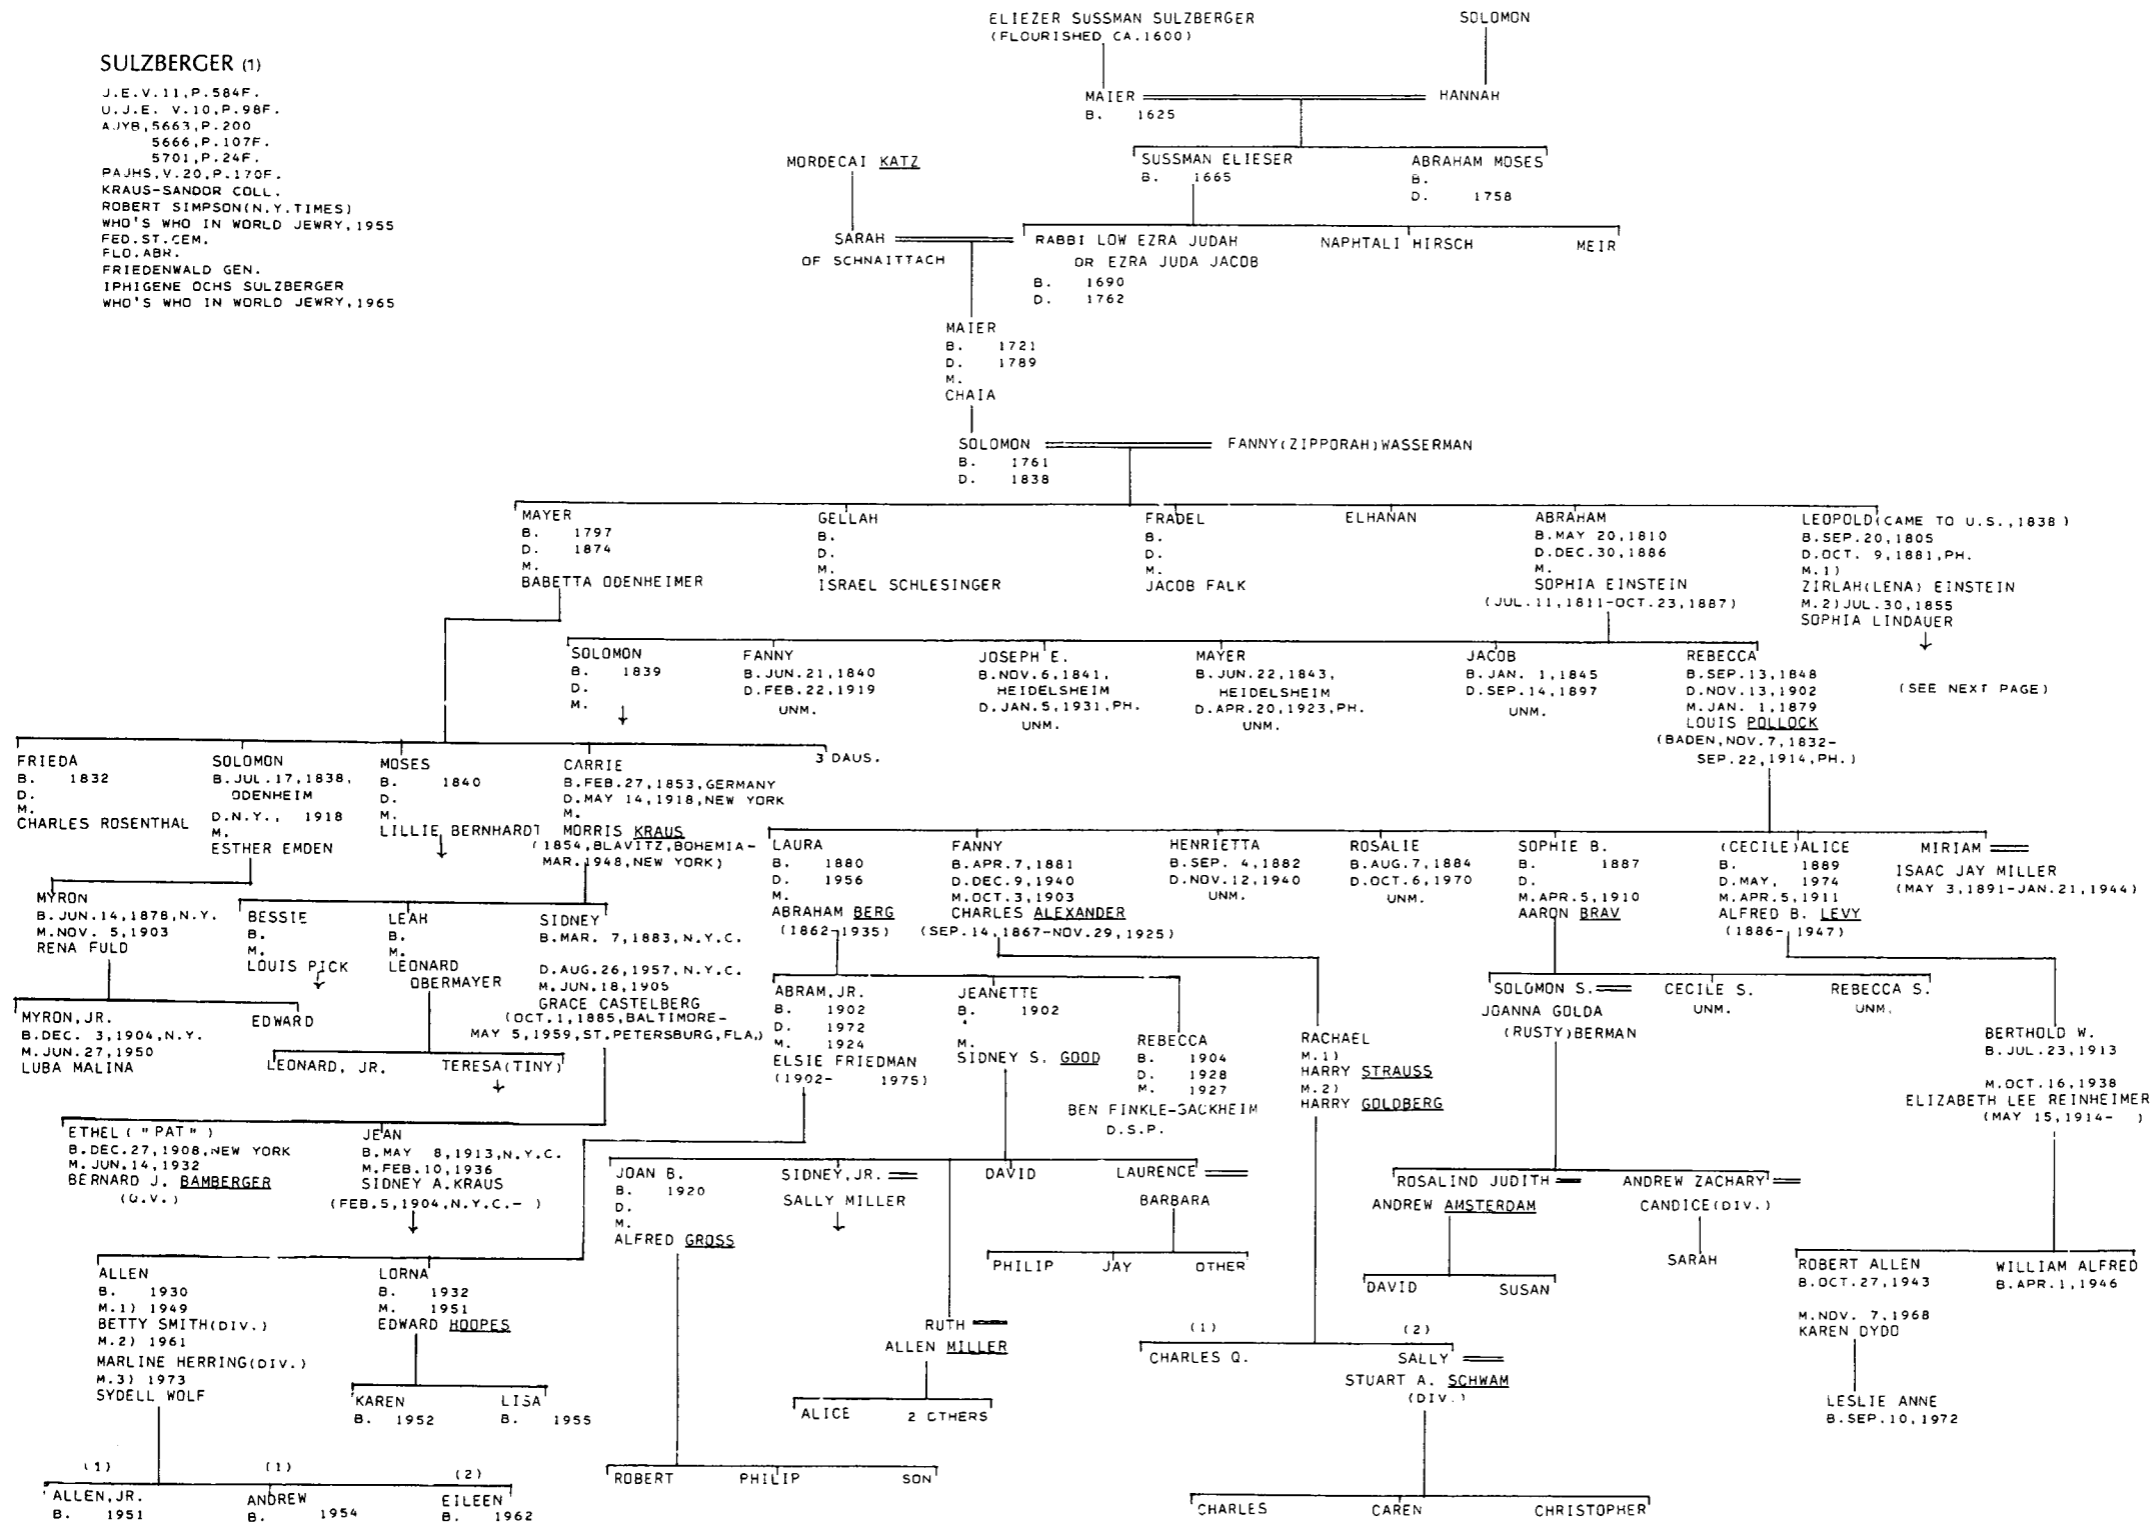 ELIEZER SUSSMAN SULZBERGER
(FLOURISHED CA.1600)
SOLOMON
SULZBERGER (1)
J.E.V.11,P.584F.
U.J.E. V.10,P.98F.
AJYB,5663,P.200
5666,P.107F.
5701,P.24F.
PAJHS,V.20,P.170F.
KRAUS-SANDOR COLL.
ROBERT SIMPSON(N.Y.TIMES)
WHO'S WHO IN WORLD JEWRY,1955
FED.ST.CEM.
FLO.ABR.
FRIEDENWALD GEN.
IPHIGENE OCHS SULZBERGER
WHO'S WHO IN WORLD JEWRY,1965
MAIER
B. 1625
HANNAH
MORDECAI KATZ
SUSSMAN ELIESER
B. 1665
ABRAHAM MOSES
B.
D. 1758
SARAH
OF SCHNAITTACH
RABBI LOW EZRA JUDAH
OR EZRA JUDA JACOB
B. 1690
D. 1762
NAPHTALI HIRSCH
MEIR
MAIER
B. 1721
D. 1789
M.
CHAIA
SOLOMON
B. 1761
D. 1838
FANNY(ZIPPORAH)WASSERMAN
MAYER
B. 1797
D. 1874
M.
BABETTA ODENHEIMER
GELLAH
B.
D.
M.
ISRAEL SCHLESINGER
FRADEL
B.
D.
M.
JACOB FALK
ELHANAN
ABRAHAM
B.MAY 20,1810
D.DEC.30,1886
M.
SOPHIA EINSTEIN
(JUL.11,1811-OCT.23,1887)
LEOPOLD(CAME TO U.S.,1838)
B.SEP.20,1805
D.OCT. 9,1881,PH.
M.1)
ZIRLAH(LENA) EINSTEIN
M.2)JUL.30,1855
SOPHIA LINDAUER
(SEE NEXT PAGE)
SOLOMON
B. 1839
D.
M.
FANNY
B.JUN.21,1840
D.FEB.22,1919
UNM.
JOSEPH E.
B.NOV.6,1841,
HEIDELSHEIM
D.JAN.5,1931,PH.
UNM.
MAYER
B.JUN.22,1843,
HEIDELSHEIM
D.APR.20,1923,PH.
UNM.
JACOB
B.JAN. 1,1845
D.SEP.14,1897
UNM.
REBECCA
B.SEP.13,1848
D.NOV.13,1902
M.JAN. 1,1879
LOUIS POLLOCK
(BADEN,NOV.7,1832-
SEP.22,1914,PH.)
FRIEDA
B. 1832
D.
M.
CHARLES ROSENTHAL
SOLOMON
B.JUL.17,1838,
ODENHEIM
D.N.Y., 1918
M.
ESTHER EMDEN
MOSES
B. 1840
D.
M.
LILLIE BERNHARDT
CARRIE
B.FEB.27,1853,GERMANY
D.MAY 14,1918,NEW YORK
M.
MORRIS KRAUS
(1854,BLAVITZ,BOHEMIA-
MAR.1948,NEW YORK)
3 DAUS.
LAURA
B. 1880
D. 1956
M.
ABRAHAM BERG
(1862-1935)
FANNY
B.APR.7,1881
D.DEC.9,1940
M.OCT.3,1903
CHARLES ALEXANDER
(SEP.14,1867-NOV.29,1925)
HENRIETTA
B.SEP. 4,1882
D.NOV.12,1940
UNM.
ROSALIE
B.AUG.7,1884
D.OCT.6,1970
UNM.
SOPHIE B.
B. 1887
D.
M.APR.5,1910
AARON BRAV
(CECILE)ALICE
B. 1889
D.MAY, 1974
M.APR.5,1911
ALFRED B. LEVY
(1886- 1947)
MIRIAM
ISAAC JAY MILLER
(MAY 3,1891-JAN.21,1944)
MYRON
B.JUN.14,1878,N.Y.
M.NOV. 5,1903
RENA FULD
BESSIE
B.
M.
LOUIS PICK
LEAH
B.
M.
LEONARD
OBERMAYER
SIDNEY
B.MAR. 7,1883,N.Y.C.
D.AUG.26,1957,N.Y.C.
M.JUN.18,1905
GRACE CASTELBERG
(OCT.1,1885,BALTIMORE-
MAY 5,1959,ST.PETERSBURG,FLA.)
ABRAM,JR.
B. 1902
D. 1972
M. 1924
ELSIE FRIEDMAN
(1902- 1975)
JEANETTE
B. 1902
M.
SIDNEY S. GOOD
REBECCA
B. 1904
D. 1928
M. 1927
BEN FINKLE-SACKHEIM
D.S.P.
RACHAEL
M.1)
HARRY STRAUSS
M.2)
HARRY GOLDBERG
SOLOMON S.
JOANNA GOLDA
(RUSTY)BERMAN
CECILE S.
UNM.
REBECCA S.
UNM.
BERTHOLD W.
B.JUL.23,1913
M.OCT.16,1938
ELIZABETH LEE REINHEIMER
(MAY 15,1914- )
MYRON,JR.
B.DEC. 3,1904,N.Y.
M.JUN.27,1950
LUBA MALINA
EDWARD
LEONARD, JR.
TERESA(TINY)
ETHEL ("PAT")
B.DEC.27,1908,NEW YORK
M.JUN.14,1932
BERNARD J. BAMBERGER
(Q.V.)
JEAN
B.MAY 8,1913,N.Y.C.
M.FEB.10,1936
SIDNEY A.KRAUS
(FEB.5,1904,N.Y.C.- )
JOAN B.
B. 1920
D.
M.
ALFRED GROSS
SIDNEY,JR.
SALLY MILLER
DAVID
LAURENCE
BARBARA
ROSALIND JUDITH
ANDREW AMSTERDAM
ANDREW ZACHARY
CANDICE(DIV.)
SARAH
PHILIP
JAY
OTHER
DAVID
SUSAN
ROBERT ALLEN
B.OCT.27,1943
M.NOV. 7,1968
KAREN DYDO
WILLIAM ALFRED
B.APR.1,1946
ALLEN
B. 1930
M.1) 1949
BETTY SMITH(DIV.)
M.2) 1961
MARLINE HERRING(DIV.)
M.3) 1973
SYDELL WOLF
LORNA
B. 1932
M. 1951
EDWARD HOOPES
RUTH
ALLEN MILLER
(1)
CHARLES Q.
(2)
SALLY
STUART A. SCHWAM
(DIV.)
KAREN
B. 1952
LISA
B. 1955
ALICE
2 OTHERS
LESLIE ANNE
B.SEP.10,1972
(1)
ALLEN,JR.
B. 1951
(1)
ANDREW
B. 1954
(2)
EILEEN
B. 1962
ROBERT
PHILIP
SON
CHARLES
CAREN
CHRISTOPHER